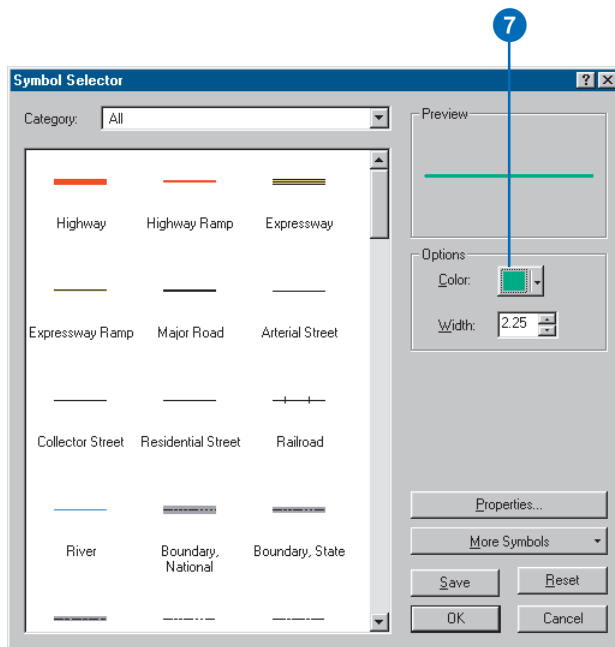 7
Symbol Selector
Category: All
Highway Highway Ramp Expressway
Expressway Ramp Major Road Arterial Street
Collector Street Residential Street Railroad
River Boundary, National Boundary, State
Preview
Options
Color:
Width: 2.25
Properties...
More Symbols
Save Reset
OK Cancel